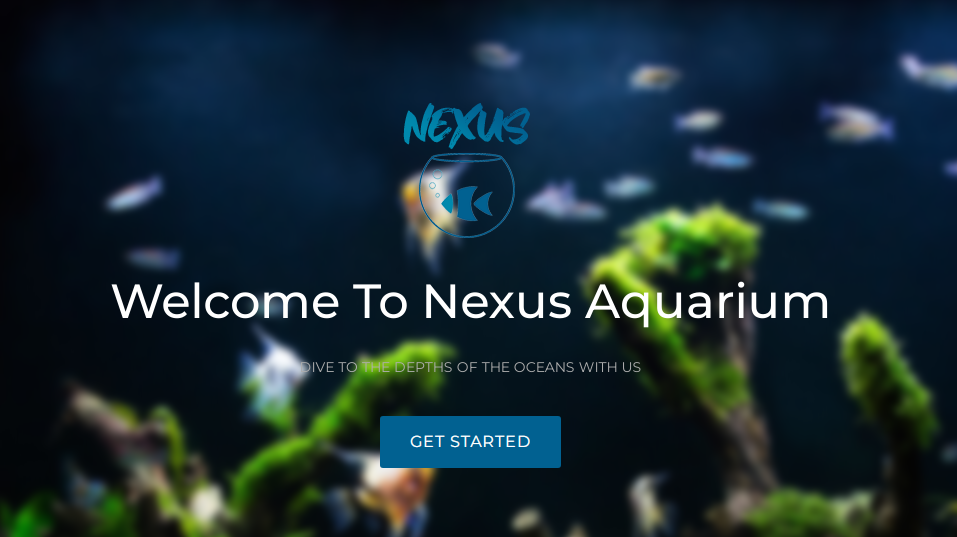 NEXUS
Welcome To Nexus Aquarium
DIVE TO THE DEPTHS OF THE OCEANS WITH US
GET STARTED